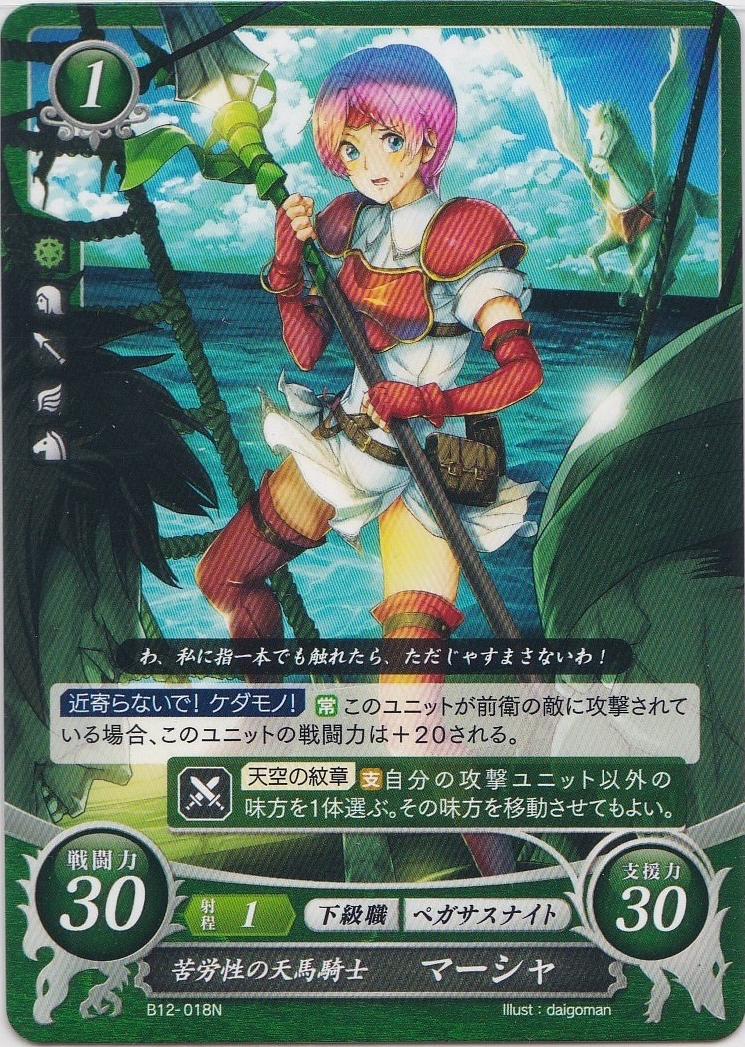 1
わ、私に指一本でも触れたら、ただじゃすまさないわ！
近寄らないで！ケダモノ！ 常 このユニットが前衛の敵に攻撃されて
いる場合、このユニットの戦闘力は＋20される。
天空の紋章 支 自分の攻撃ユニット以外の
味方を1体選ぶ。その味方を移動させてもよい。
戦闘力
30
射程 1 下級職 ペガサスナイト
支援力
30
苦労性の天馬騎士 マーシャ
B12-018N Illust：daigoman